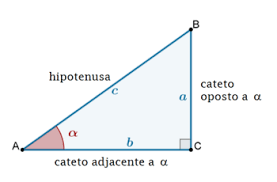 B
hipotenusa
c
cateto
oposto a α
a
α
b
A
C
cateto adjacente a α